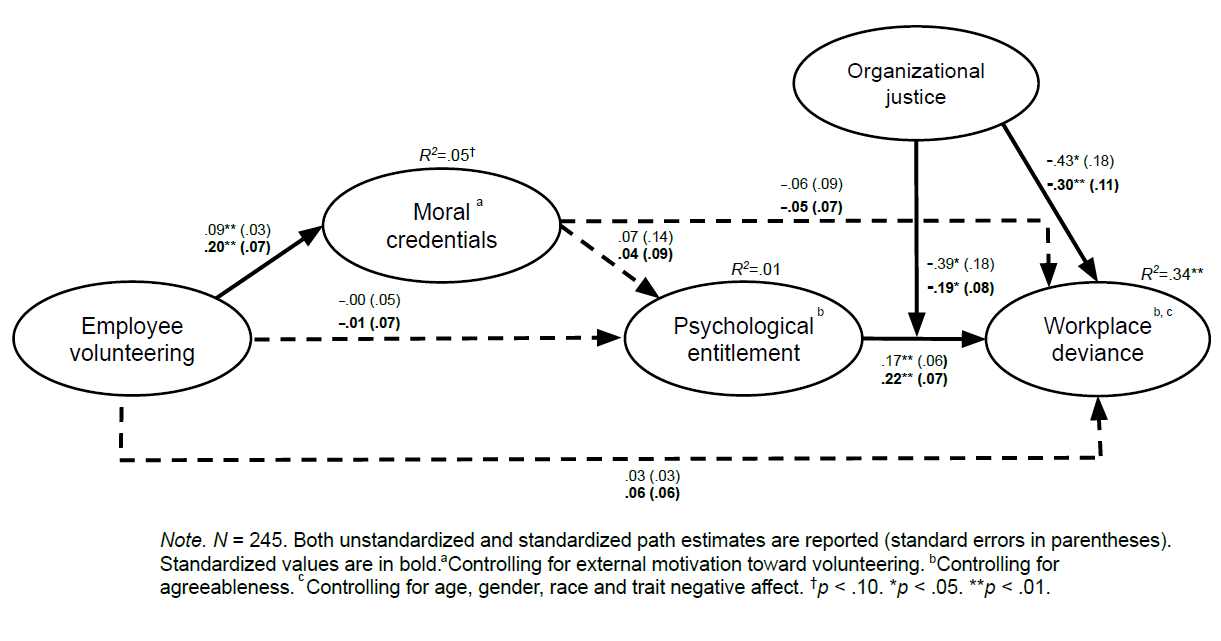 Organizational
justice
R²=.05†
Moral a
credentials
–.06 (.09)
–.05 (.07)
-.43* (.18)
-.30** (.11)
.09** (.03)
.20** (.07)
.07 (.14)
.04 (.09)
R²=.01
-.39* (.18)
-.19* (.08)
R²=.34**
–.00 (.05)
–.01 (.07)
Employee
volunteering
Psychological b
entitlement
Workplace b, c
deviance
.17** (.06)
.22** (.07)
.03 (.03)
.06 (.06)
Note. N = 245. Both unstandardized and standardized path estimates are reported (standard errors in parentheses).
Standardized values are in bold.ᵃControlling for external motivation toward volunteering. ᵇControlling for
agreeableness. ᶜ Controlling for age, gender, race and trait negative affect. †p < .10. *p < .05. **p < .01.